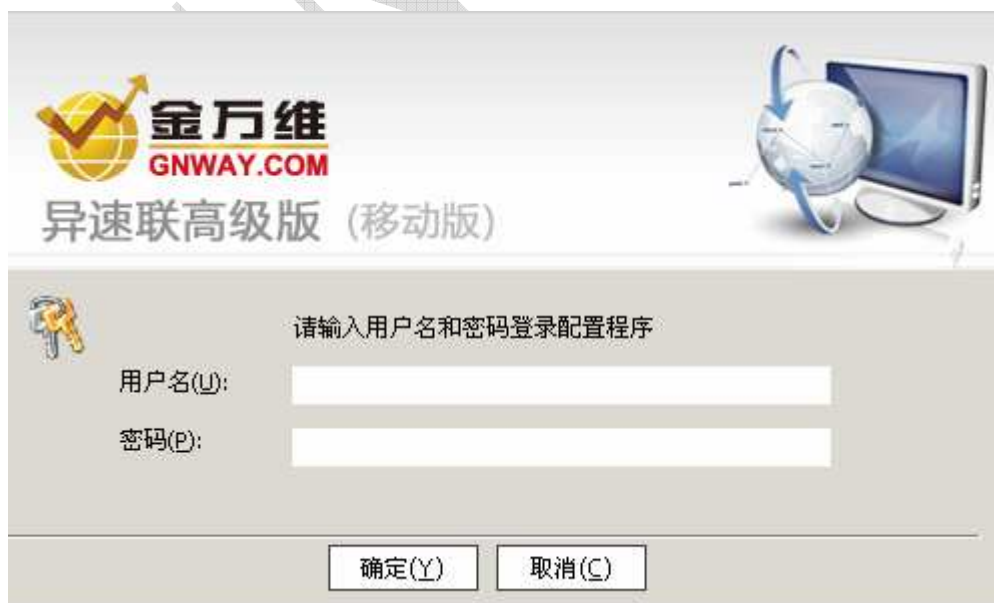 金万维
GNWAY.COM
异速联高级版（移动版）
请输入用户名和密码登录配置程序
用户名(U):
密码(P):
确定(Y)
取消(C)